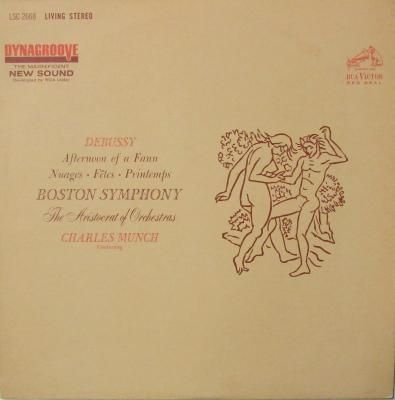 LSC-2668 LIVING STEREO
DYNAGROOVE
THE MAGNIFICENT
NEW SOUND
Developed by RCA Victor
RCA VICTOR
RED SEAL
DEBUSSY
Afternoon of a Faun
Nuages • Fêtes • Printemps
BOSTON SYMPHONY
The Aristocrat of Orchestras
CHARLES MUNCH
Conducting